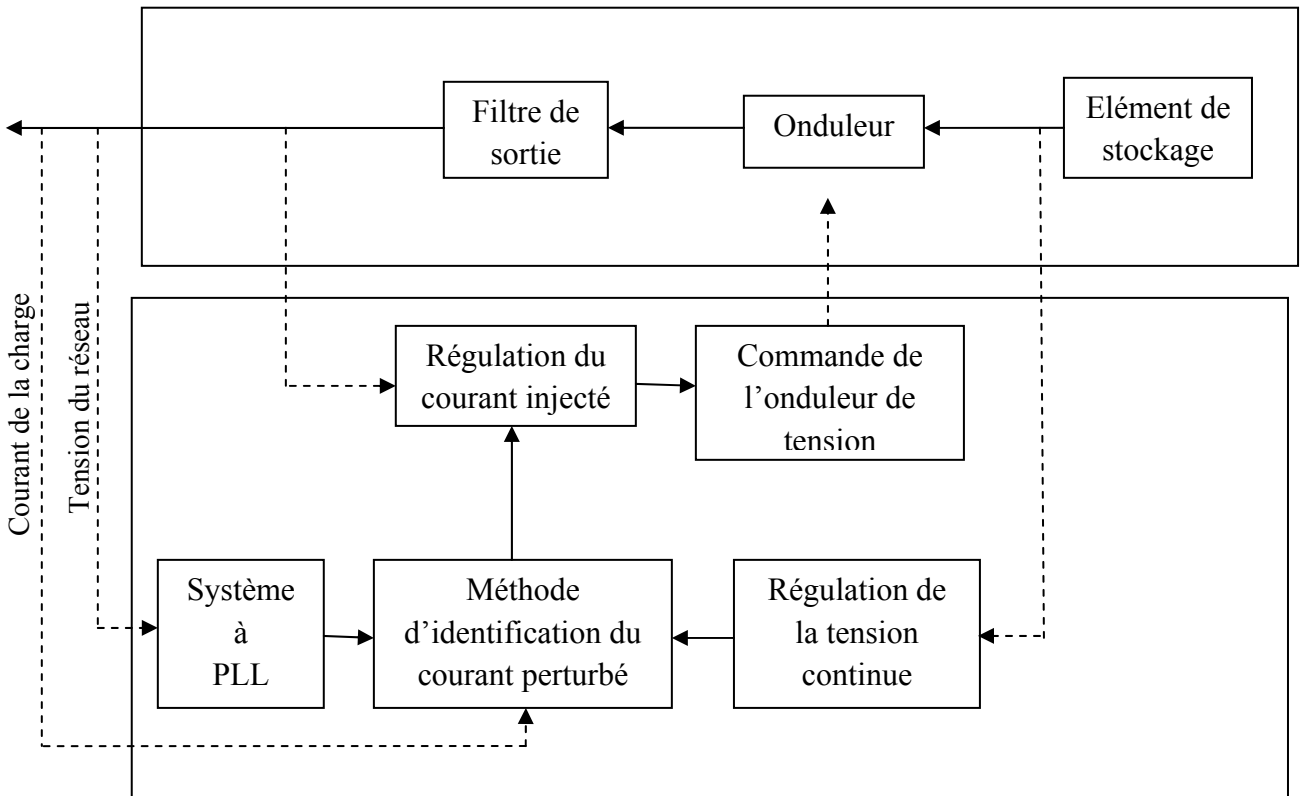 Filtre de
sortie
Onduleur
Elément de
stockage
Courant de la charge
Tension du réseau
Régulation du
courant injecté
Commande de
l’onduleur de
tension
Système
à
PLL
Méthode
d’identification du
courant perturbé
Régulation de
la tension
continue